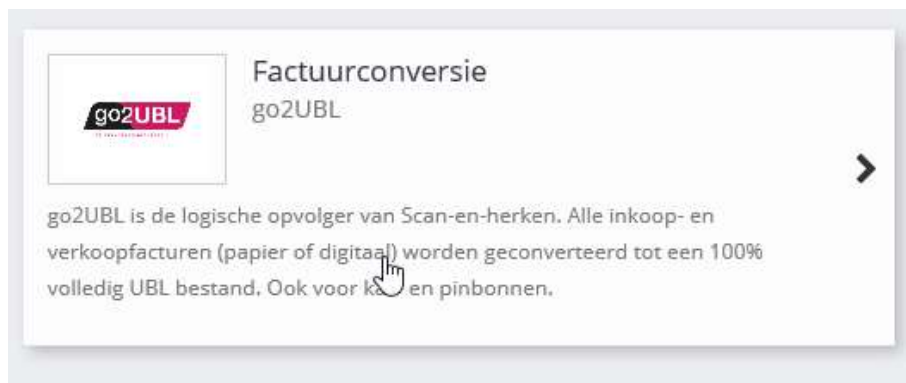 go2UBL
Factuurconversie
go2UBL
go2UBL is de logische opvolger van Scan-en-herken. Alle inkoop- en
verkoopfacturen (papier of digitaal) worden geconverteerd tot een 100%
volledig UBL bestand. Ook voor en pinbonnen.